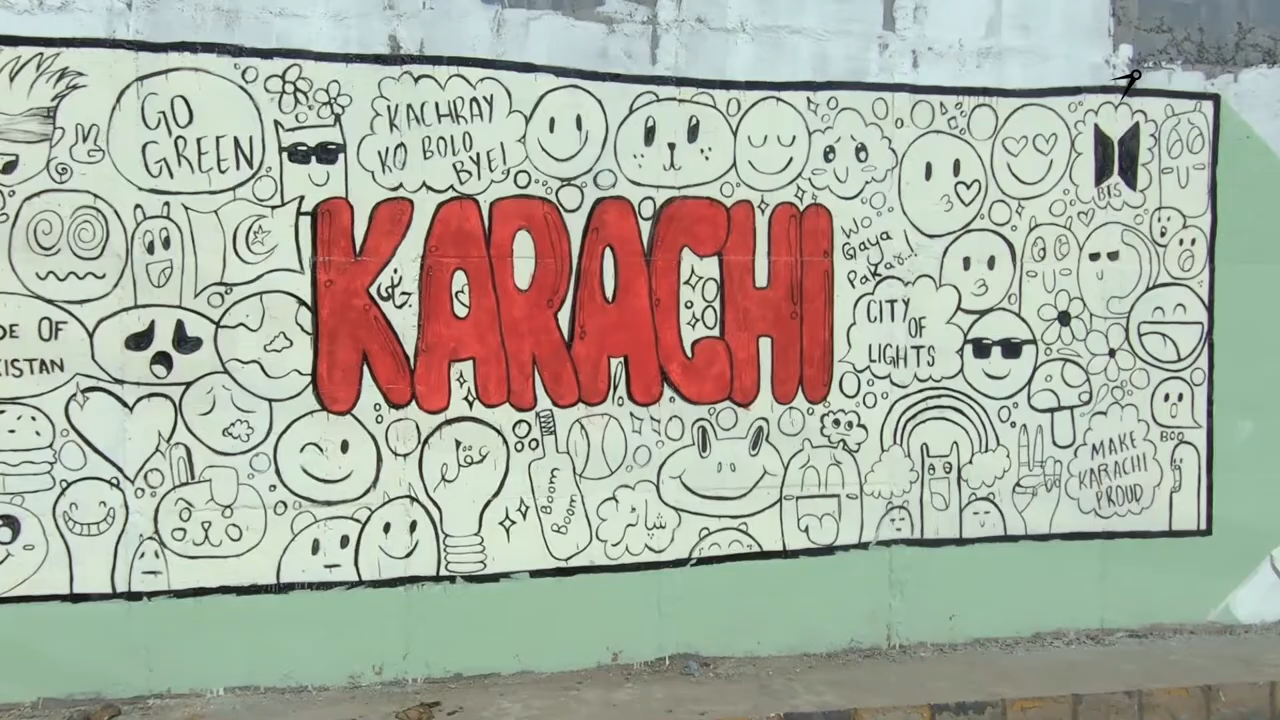 GO
GREEN
KACHRAY
KO BOLO
BYE!
BTS
KARACHI
WO
Gaya
Pakar..!
CITY
OF
LIGHTS
DE OF
KISTAN
Boom
Boom
BOO
MAKE
KARACHI
PROUD